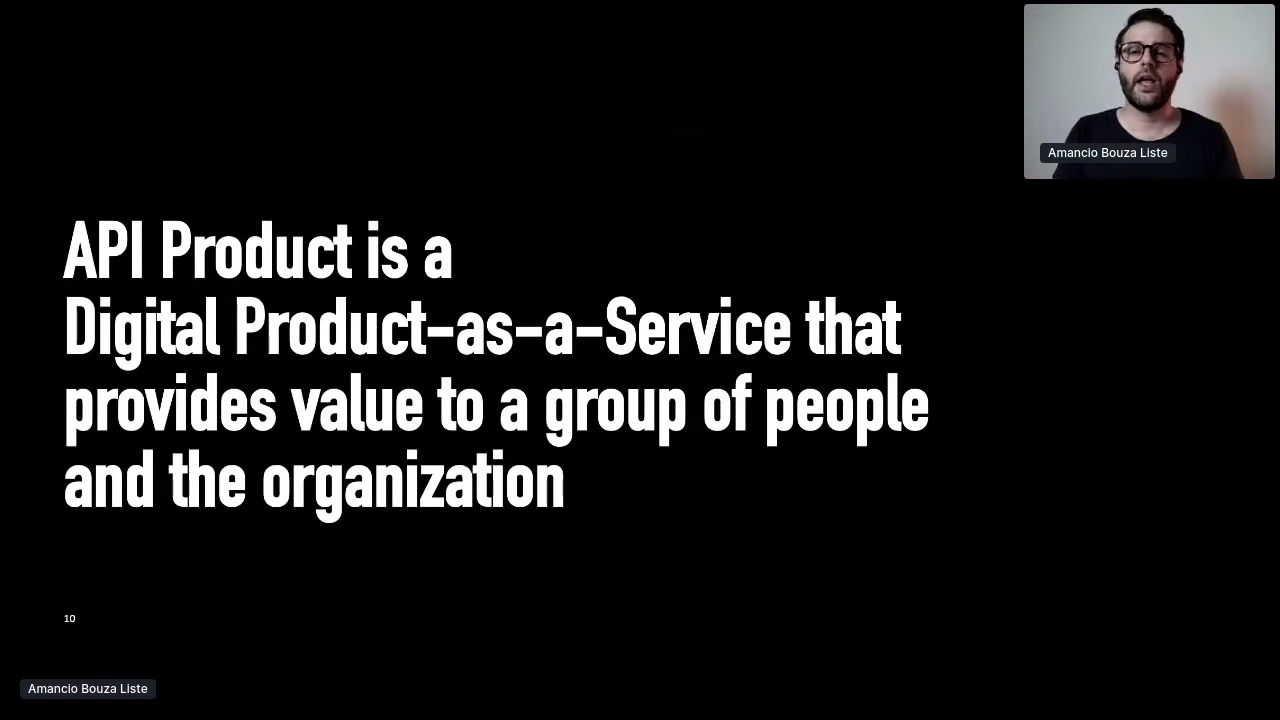 Amancio Bouza Liste
API Product is a
Digital Product-as-a-Service that
provides value to a group of people
and the organization
10
Amancio Bouza Liste